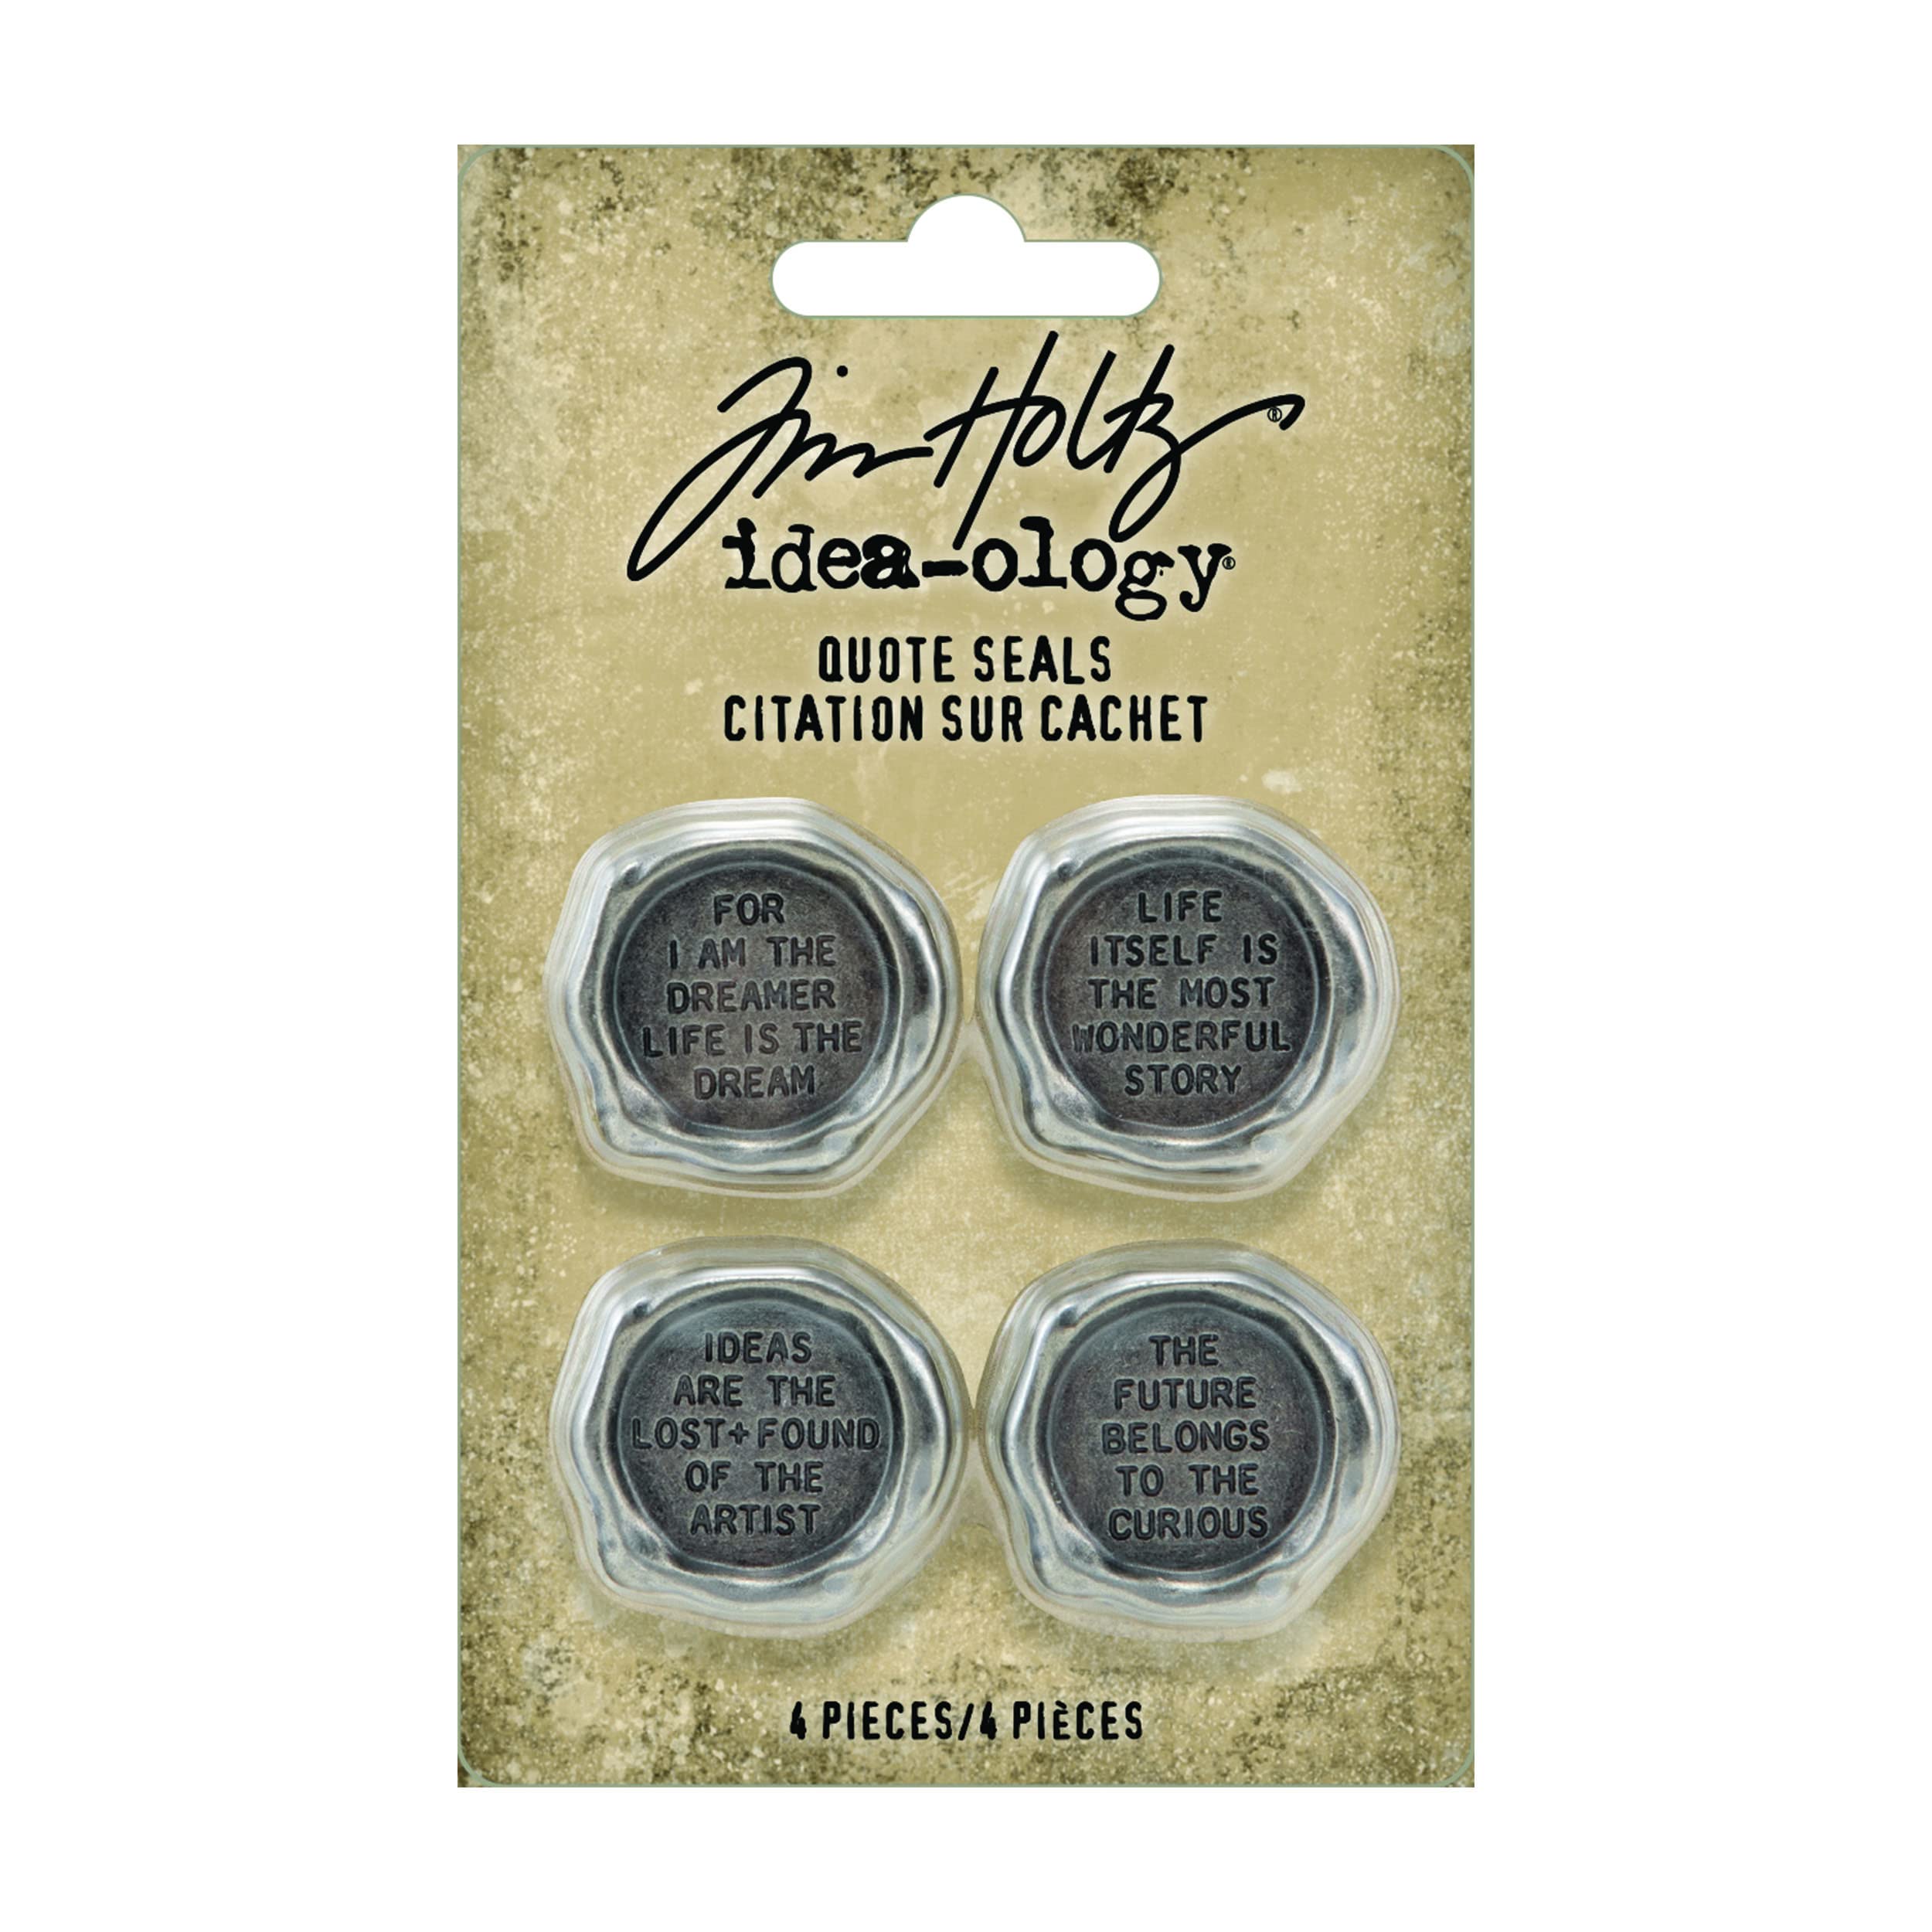 Tim Holtz®
idea-ology®
QUOTE SEALS
CITATION SUR CACHET
FOR
I AM THE
DREAMER
LIFE IS THE
DREAM
LIFE
ITSELF IS
THE MOST
WONDERFUL
STORY
IDEAS
ARE THE
LOST+FOUND
OF THE
ARTIST
THE
FUTURE
BELONGS
TO THE
CURIOUS
4 PIECES/4 PIÈCES